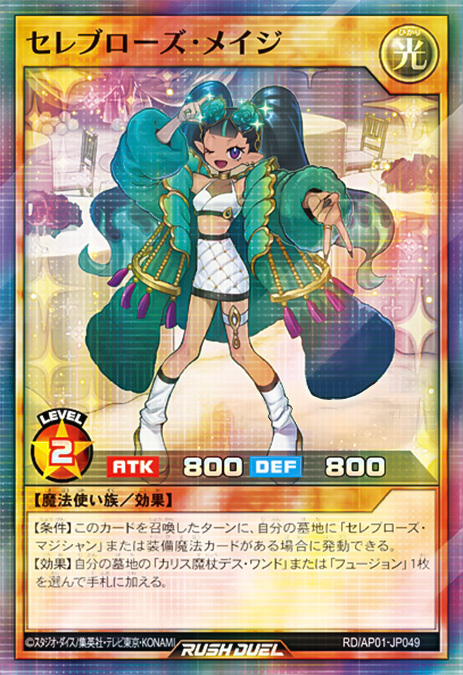 セレブローズ・メイジ
ひかり
光
LEVEL
2
ATK 800 DEF 800
【魔法使い族／効果】
【条件】このカードを召喚したターンに、自分の墓地に「セレブローズ・
マジシャン」または装備魔法カードがある場合に発動できる。
【効果】自分の墓地の「カリス魔杖デス・ワンド」または「フュージョン」1枚
を選んで手札に加える。
©スタジオ・ダイス/集英社・テレビ東京・KONAMI
RUSH DUEL
RD/AP01-JP049